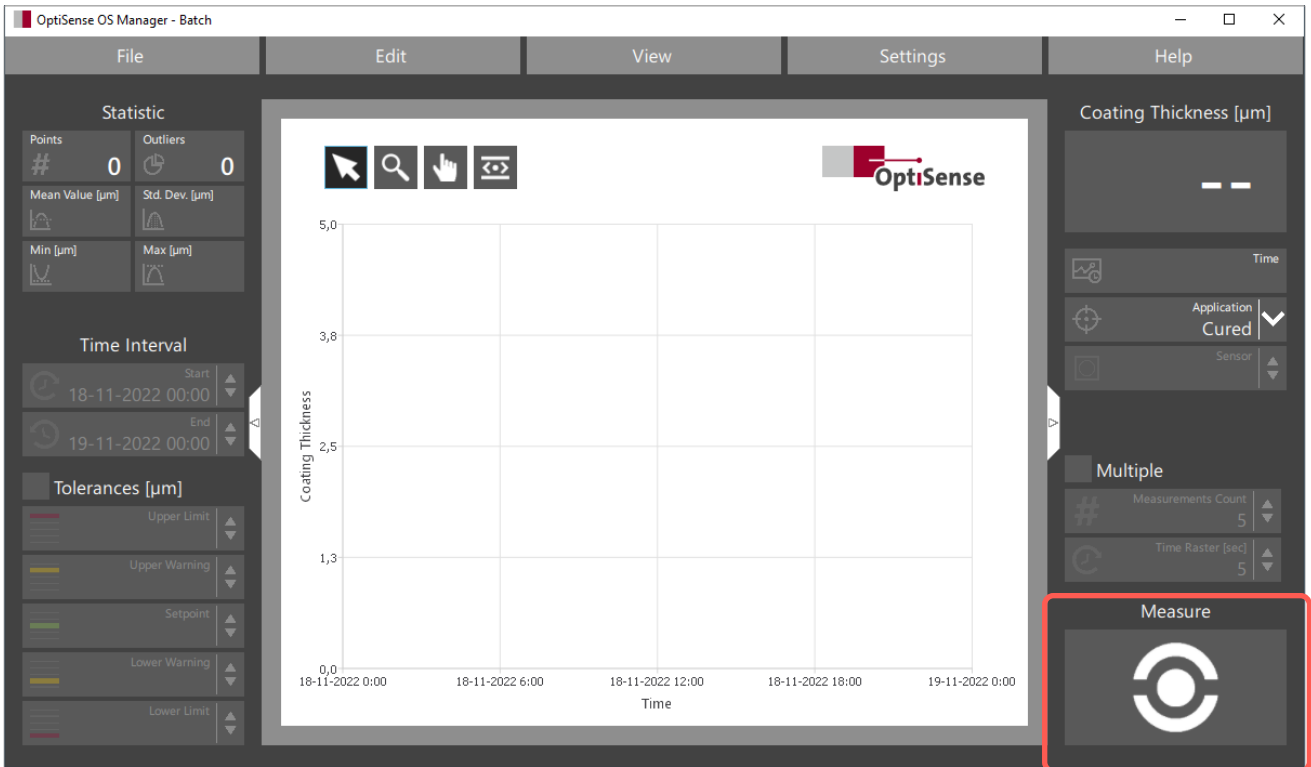 OptiSense OS Manager - Batch
File Edit View Settings Help
Statistic
Points Outliers
# 0 0
Mean Value [µm] Std. Dev. [µm]
Min [µm] Max [µm]
Time Interval
Start
18-11-2022 00:00
End
19-11-2022 00:00
Tolerances [µm]
Upper Limit
Upper Warning
Setpoint
Lower Warning
Lower Limit
OptiSense
5,0
3,8
2,5
1,3
0,0
Coating Thickness
18-11-2022 0:00 18-11-2022 6:00 18-11-2022 12:00 18-11-2022 18:00 19-11-2022 0:00
Time
Coating Thickness [µm]
--
Time
Application
Cured
Sensor
Multiple
Measurements Count
# 5
Time Raster [sec]
5
Measure